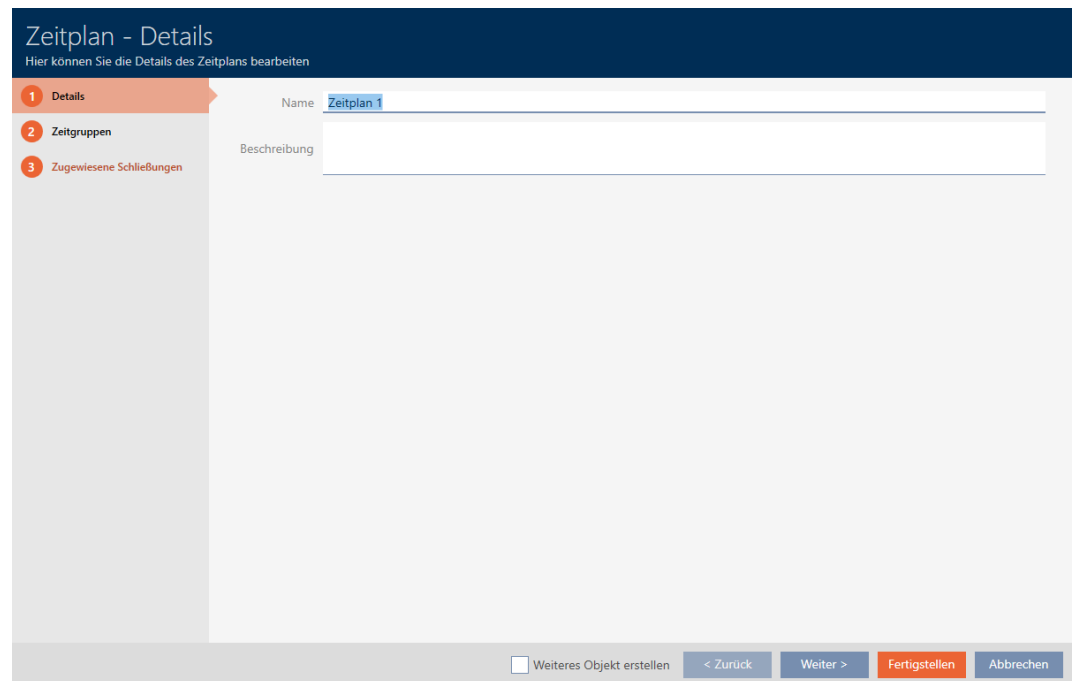 Zeitplan - Details
Hier können Sie die Details des Zeitplans bearbeiten
1 Details
2 Zeitgruppen
3 Zugewiesene Schließungen
Name Zeitplan 1
Beschreibung
Weiteres Objekt erstellen < Zurück Weiter > Fertigstellen Abbrechen